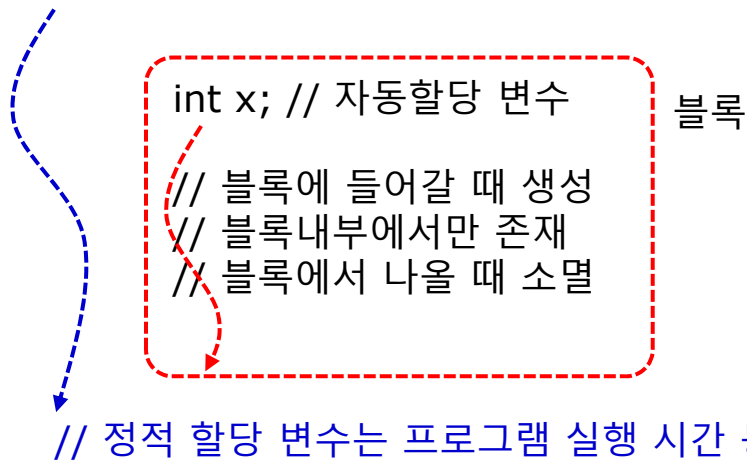 int x; // 자동할당 변수
블록
// 블록에 들어갈 때 생성
// 블록내부에서만 존재
// 블록에서 나올 때 소멸
// 정적 할당 변수는 프로그램 실행 시간